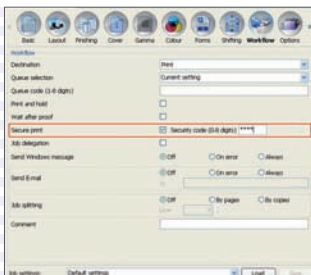 Basic Layout Finishing Cover Gamma Colour Forms Shifting Workflow Options
Workflow
Destination Print
Queue selection Current setting
Queue code (1-8 digits)
Print and hold
Wait after proof
Secure print Security code (0-8 digits) ****
Job delegation
Send Windows message Off On error Always
Send E-mail Off On error Always
Job splitting Off By pages By copies
Comment
Job settings: Default settings Load Save